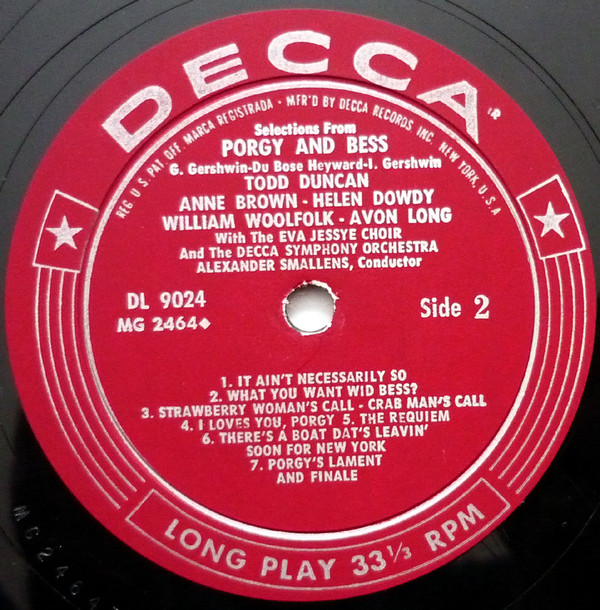 DECCA
REG U.S. PAT. OFF. MARCA REGISTRADA · MFR'D BY DECCA RECORDS INC. NEW YORK, U.S.A
Selections From
PORGY AND BESS
G. Gershwin-Du Bose Heyward-I. Gershwin
TODD DUNCAN
ANNE BROWN - HELEN DOWDY
WILLIAM WOOLFOLK - AVON LONG
With The EVA JESSYE CHOIR
And The DECCA SYMPHONY ORCHESTRA
ALEXANDER SMALLENS, Conductor
DL 9024
MG 2464◆
Side 2
1. IT AIN'T NECESSARILY SO
2. WHAT YOU WANT WID BESS?
3. STRAWBERRY WOMAN'S CALL - CRAB MAN'S CALL
4. I LOVES YOU, PORGY 5. THE REQUIEM
6. THERE'S A BOAT DAT'S LEAVIN'
SOON FOR NEW YORK
7. PORGY'S LAMENT
AND FINALE
LONG PLAY 33⅓ RPM